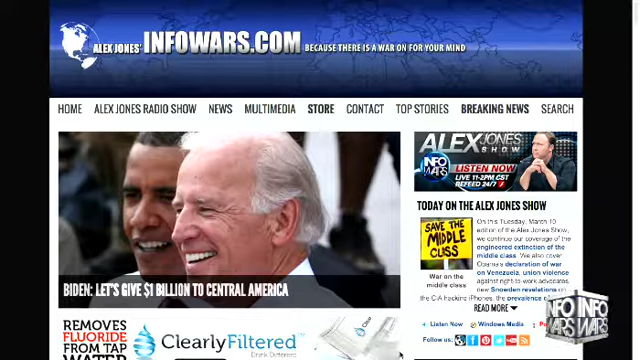 ALEX JONES' INFOWARS.COM BECAUSE THERE IS A WAR ON FOR YOUR MIND
HOME ALEX JONES RADIO SHOW NEWS MULTIMEDIA STORE CONTACT TOP STORIES BREAKING NEWS SEARCH
BIDEN: LET'S GIVE $1 BILLION TO CENTRAL AMERICA
REMOVES
FLUORIDE
FROM TAP
WATER
ClearlyFiltered
Drink Different
ALEX JONES
SHOW
INFO
WARS
LISTEN NOW
LIVE 11-2PM CST
REFEED 24/7
TODAY ON THE ALEX JONES SHOW
SAVE THE
MIDDLE
CLASS
War on the
middle class
On this Tuesday, March 10
edition of the Alex Jones Show,
we continue our coverage of the
engineered extinction of the
middle class. We also cover
Obama's declaration of war
on Venezuela, union violence
against right-to-work advocates,
new Snowden revelations on
the CIA hacking iPhones, the prevalence
READ MORE
Listen Now Windows Media
Follow us:
INFO INFO
WARS WARS